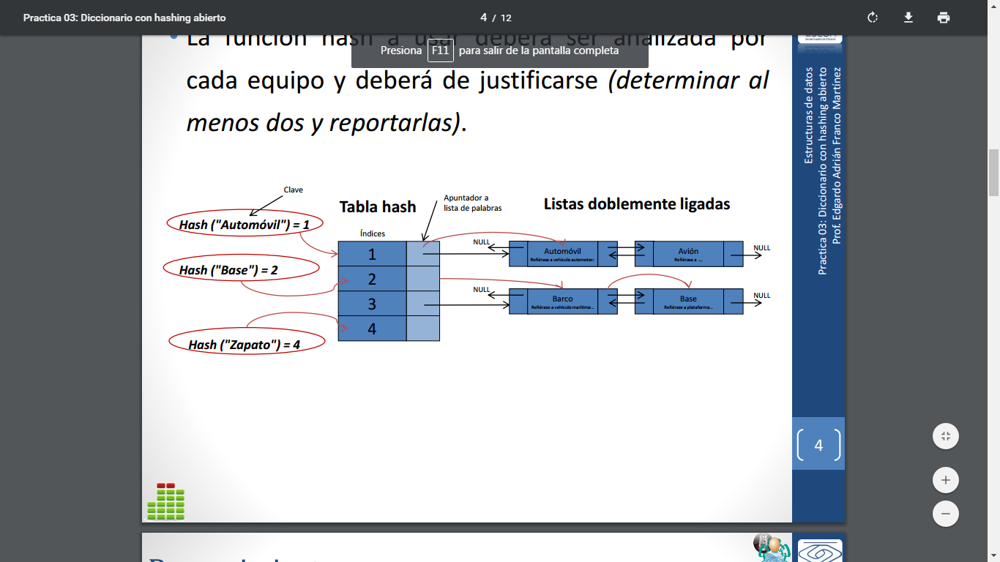 Practica 03: Diccionario con hashing abierto
4 / 12
La función hash a usar deberá ser analizada por
Presiona F11 para salir de la pantalla completa
cada equipo y deberá de justificarse (determinar al
menos dos y reportarlas).
Clave
Tabla hash
Apuntador a
lista de palabras
Listas doblemente ligadas
Hash ("Automóvil") = 1
Índices
1
NULL
Automóvil
Refiérase a vehículo automotor:
Avión
Refiérase a ...
NULL
Hash ("Base") = 2
2
NULL
Barco
Refiérase a vehículo marítimo...
Base
Refiérase a plataforma...
NULL
3
4
Hash ("Zapato") = 4
Estructuras de datos
Practica 03: Diccionario con hashing abierto
Prof. Edgardo Adrián Franco Martínez
4